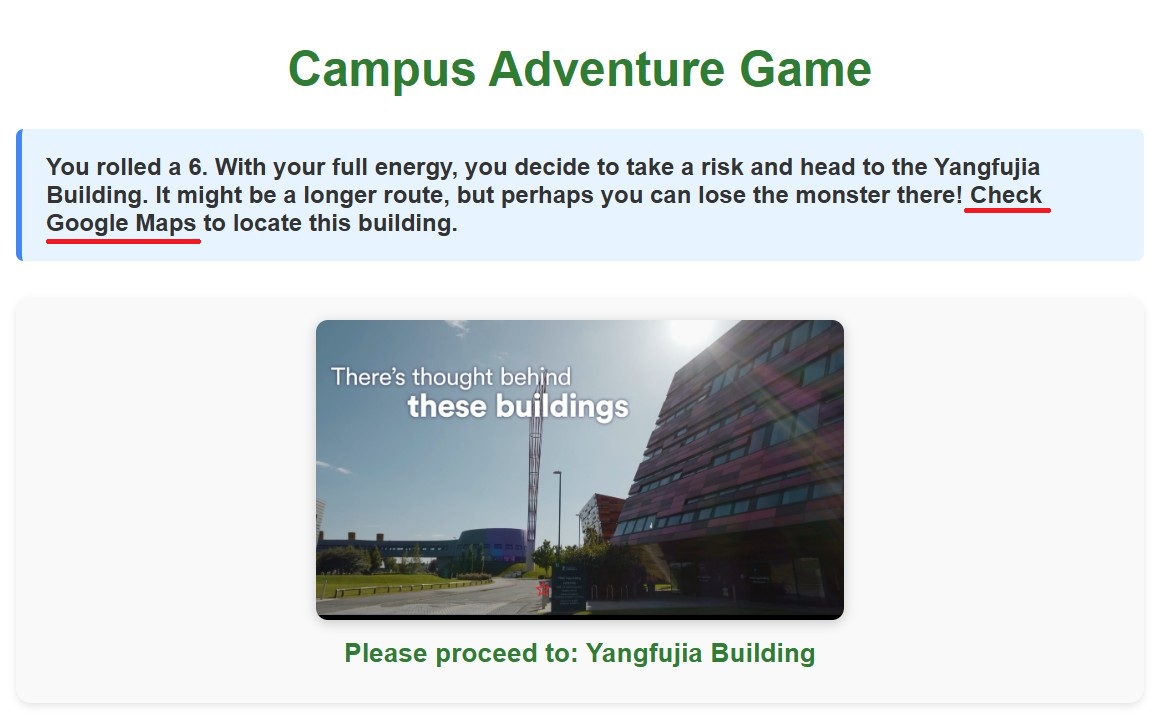 Campus Adventure Game
You rolled a 6. With your full energy, you decide to take a risk and head to the Yangfujia
Building. It might be a longer route, but perhaps you can lose the monster there! Check
Google Maps to locate this building.
There's thought behind
these buildings
Please proceed to: Yangfujia Building